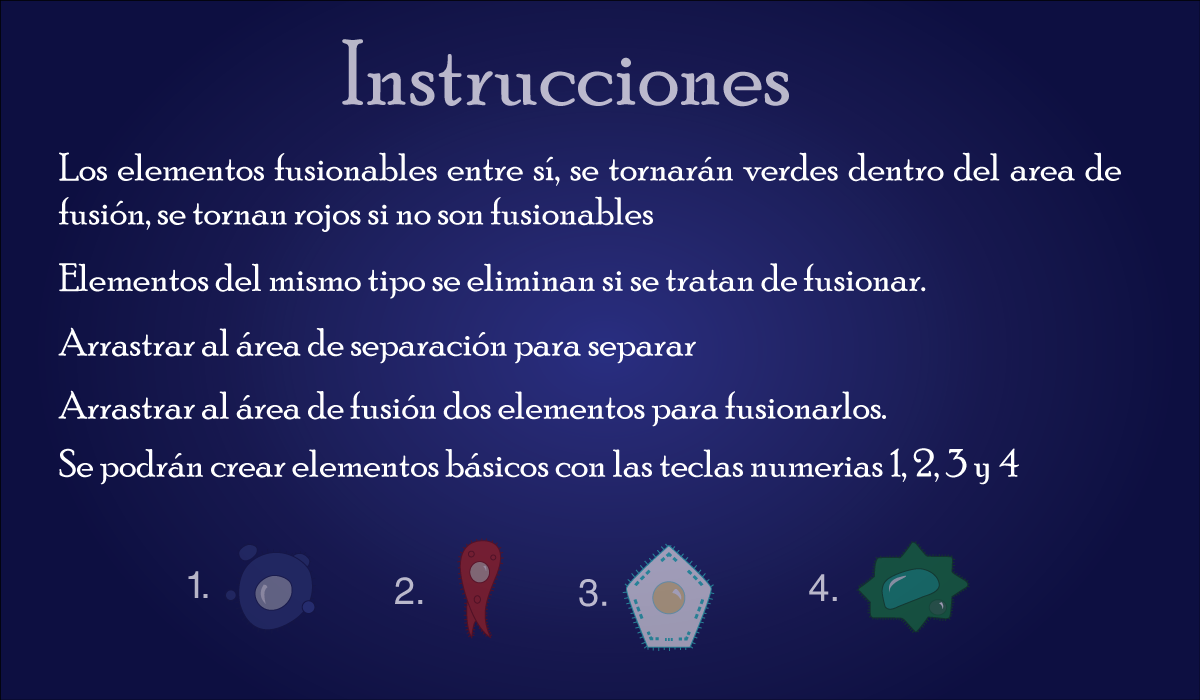 Instrucciones
Los elementos fusionables entre sí, se tornarán verdes dentro del area de
fusión, se tornan rojos si no son fusionables
Elementos del mismo tipo se eliminan si se tratan de fusionar.
Arrastrar al área de separación para separar
Arrastrar al área de fusión dos elementos para fusionarlos.
Se podrán crear elementos básicos con las teclas numerias 1, 2, 3 y 4
1. 2. 3. 4.